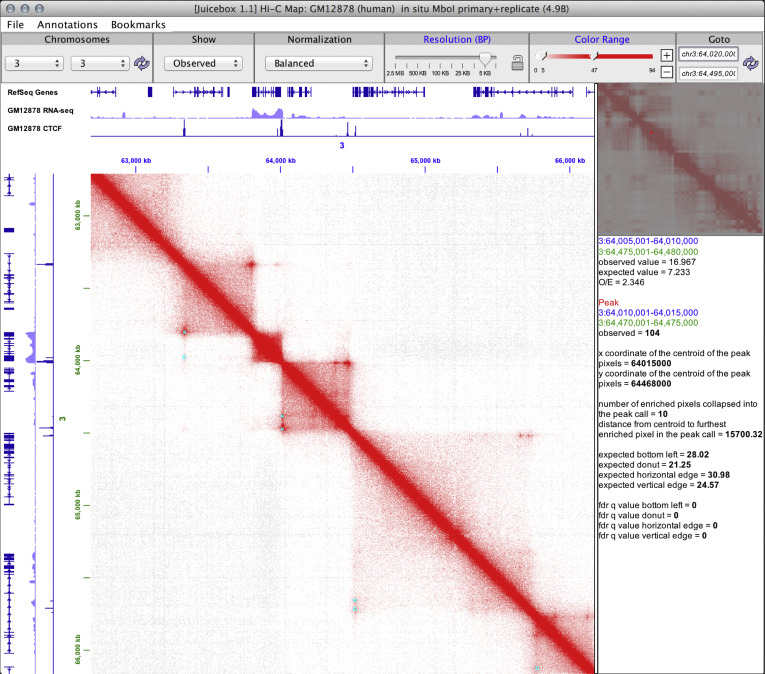 [Juicebox 1.1] Hi-C Map: GM12878 (human) in situ MboI primary+replicate (4.9B)
File Annotations Bookmarks
Chromosomes Show Normalization Resolution (BP) Color Range Goto
3 3 Observed Balanced
2.5 MB 500 KB 100 KB 25 KB 5 KB
0 5 47 94
chr3:64,020,00(
chr3:64,495,00(
RefSeq Genes
GM12878 RNA-seq
GM12878 CTCF
3
63,000 kb 64,000 kb 65,000 kb 66,000 kb
63,000 kb
64,000 kb
3
65,000 kb
66,000 kb
3:64,005,001-64,010,000
3:64,475,001-64,480,000
observed value = 16.967
expected value = 7.233
O/E = 2.346
Peak
3:64,010,001-64,015,000
3:64,470,001-64,475,000
observed = 104
x coordinate of the centroid of the peak
pixels = 64015000
y coordinate of the centroid of the peak
pixels = 64468000
number of enriched pixels collapsed into
the peak call = 10
distance from centroid to furthest
enriched pixel in the peak call = 15700.32
expected bottom left = 28.02
expected donut = 21.25
expected horizontal edge = 30.98
expected vertical edge = 24.57
fdr q value bottom left = 0
fdr q value donut = 0
fdr q value horizontal edge = 0
fdr q value vertical edge = 0